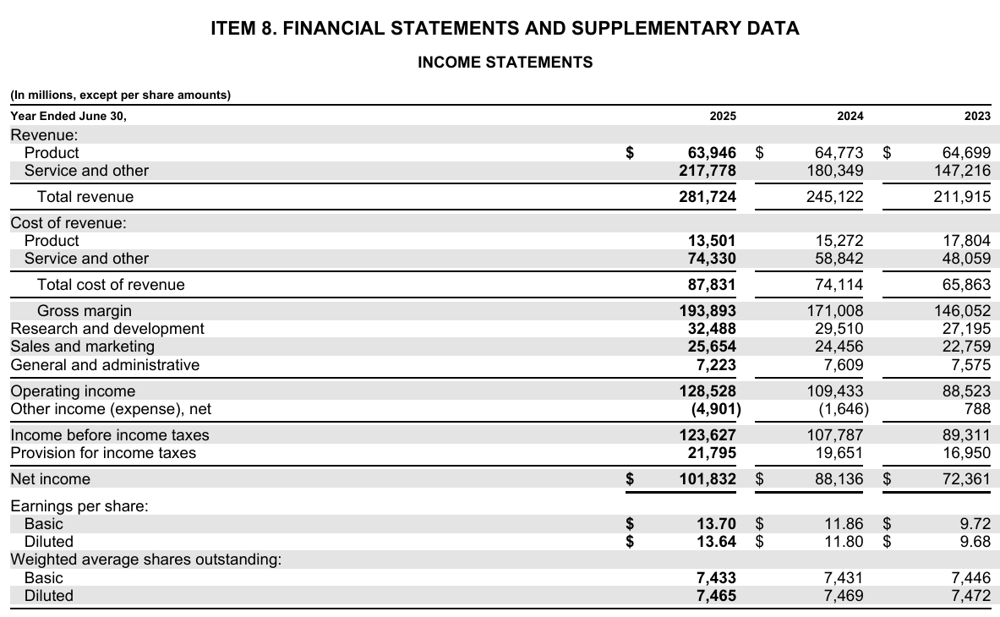 ITEM 8. FINANCIAL STATEMENTS AND SUPPLEMENTARY DATA
INCOME STATEMENTS
(In millions, except per share amounts)
Year Ended June 30, 2025 2024 2023
Revenue:
Product $ 63,946 $ 64,773 $ 64,699
Service and other 217,778 180,349 147,216
Total revenue 281,724 245,122 211,915
Cost of revenue:
Product 13,501 15,272 17,804
Service and other 74,330 58,842 48,059
Total cost of revenue 87,831 74,114 65,863
Gross margin 193,893 171,008 146,052
Research and development 32,488 29,510 27,195
Sales and marketing 25,654 24,456 22,759
General and administrative 7,223 7,609 7,575
Operating income 128,528 109,433 88,523
Other income (expense), net (4,901) (1,646) 788
Income before income taxes 123,627 107,787 89,311
Provision for income taxes 21,795 19,651 16,950
Net income $ 101,832 $ 88,136 $ 72,361
Earnings per share:
Basic $ 13.70 $ 11.86 $ 9.72
Diluted $ 13.64 $ 11.80 $ 9.68
Weighted average shares outstanding:
Basic 7,433 7,431 7,446
Diluted 7,465 7,469 7,472